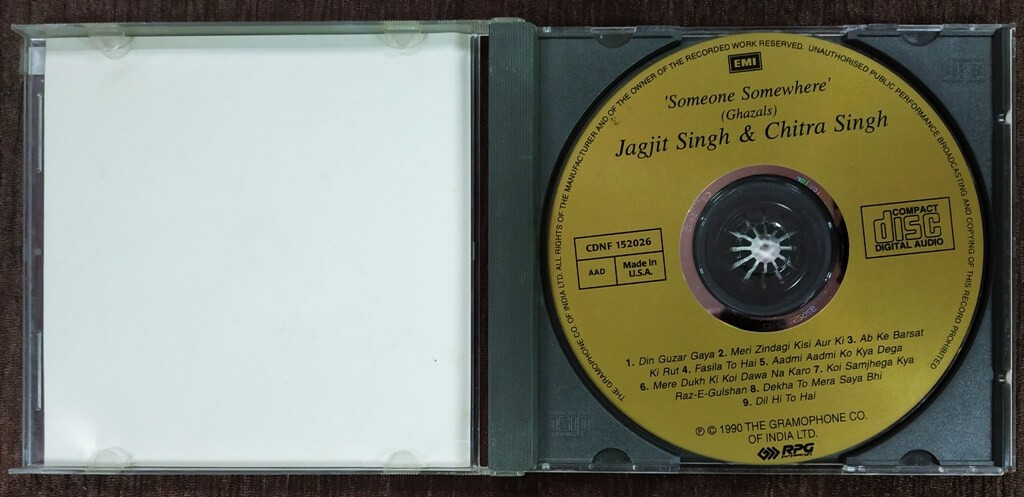 THE GRAMOPHONE CO. OF INDIA LTD. ALL RIGHTS OF THE MANUFACTURER AND OF THE OWNER OF THE RECORDED WORK RESERVED. UNAUTHORISED PUBLIC PERFORMANCE BROADCASTING AND COPYING OF THIS RECORD PROHIBITED
EMI
'Someone Somewhere'
(Ghazals)
Jagjit Singh & Chitra Singh
CDNF 152026
AAD
Made in
U.S.A.
COMPACT
disc
DIGITAL AUDIO
1. Din Guzar Gaya 2. Meri Zindagi Kisi Aur Ki 3. Ab Ke Barsat
Ki Rut 4. Fasila To Hai 5. Aadmi Aadmi Ko Kya Dega
6. Mere Dukh Ki Koi Dawa Na Karo 7. Koi Samjhega Kya
Raz-E-Gulshan 8. Dekha To Mera Saya Bhi
9. Dil Hi To Hai
℗ © 1990 THE GRAMOPHONE CO.
OF INDIA LTD.
RPG